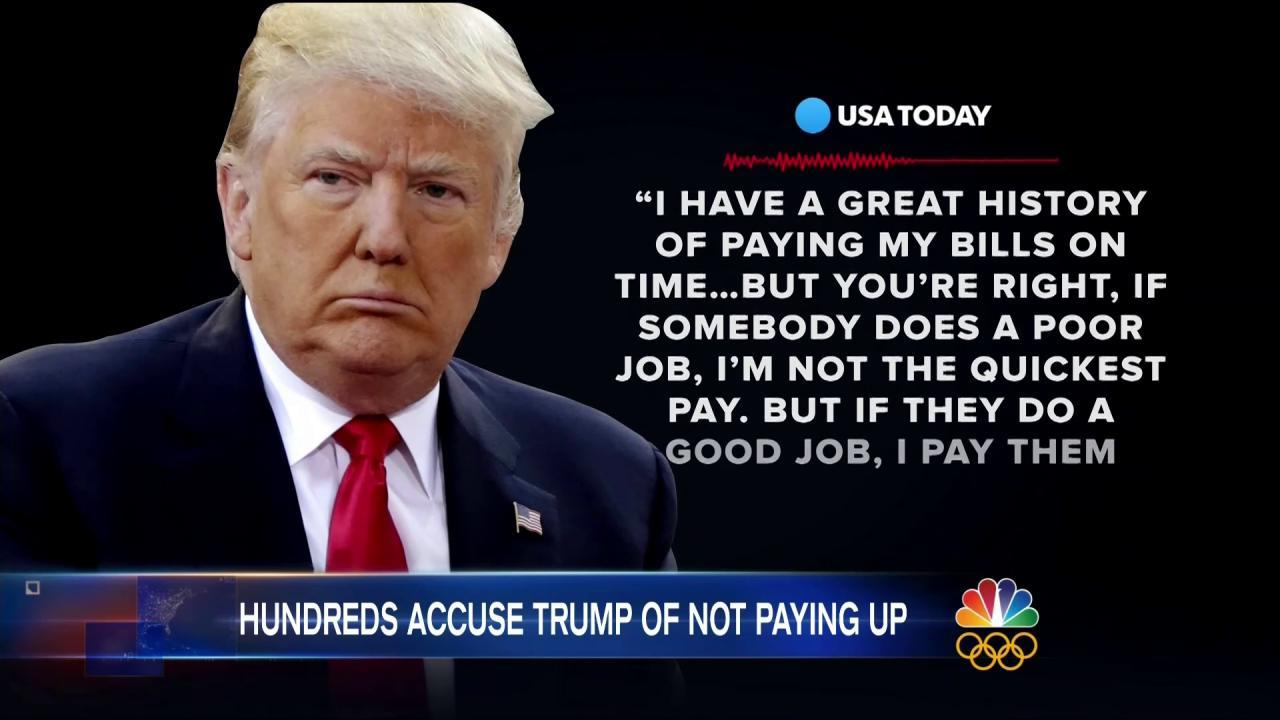 USA TODAY
“I HAVE A GREAT HISTORY
OF PAYING MY BILLS ON
TIME...BUT YOU’RE RIGHT, IF
SOMEBODY DOES A POOR
JOB, I’M NOT THE QUICKEST
PAY. BUT IF THEY DO A
GOOD JOB, I PAY THEM
HUNDREDS ACCUSE TRUMP OF NOT PAYING UP